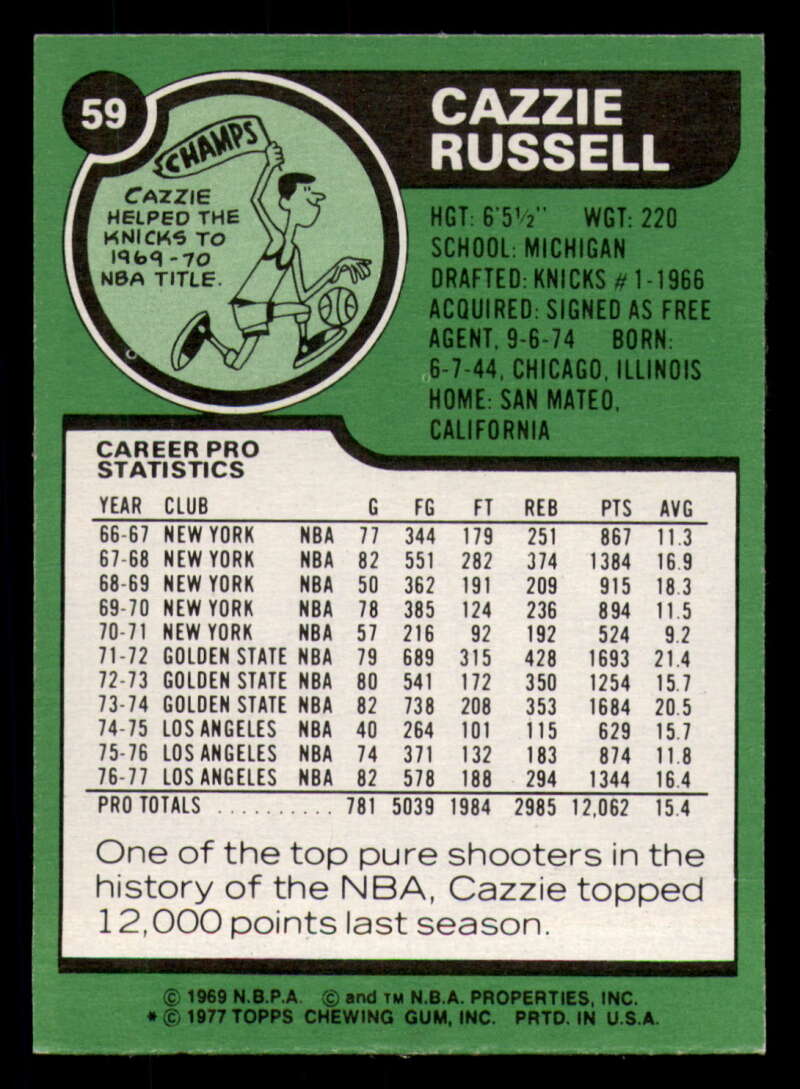 59
CHAMPS
CAZZIE
HELPED THE
KNICKS TO
1969-70
NBA TITLE.
CAZZIE
RUSSELL
HGT: 6'5½" WGT: 220
SCHOOL: MICHIGAN
DRAFTED: KNICKS #1-1966
ACQUIRED: SIGNED AS FREE
AGENT, 9-6-74 BORN:
6-7-44, CHICAGO, ILLINOIS
HOME: SAN MATEO,
CALIFORNIA
CAREER PRO
STATISTICS
YEAR CLUB G FG FT REB PTS AVG
66-67 NEW YORK NBA 77 344 179 251 867 11.3
67-68 NEW YORK NBA 82 551 282 374 1384 16.9
68-69 NEW YORK NBA 50 362 191 209 915 18.3
69-70 NEW YORK NBA 78 385 124 236 894 11.5
70-71 NEW YORK NBA 57 216 92 192 524 9.2
71-72 GOLDEN STATE NBA 79 689 315 428 1693 21.4
72-73 GOLDEN STATE NBA 80 541 172 350 1254 15.7
73-74 GOLDEN STATE NBA 82 738 208 353 1684 20.5
74-75 LOS ANGELES NBA 40 264 101 115 629 15.7
75-76 LOS ANGELES NBA 74 371 132 183 874 11.8
76-77 LOS ANGELES NBA 82 578 188 294 1344 16.4
PRO TOTALS .......... 781 5039 1984 2985 12,062 15.4
One of the top pure shooters in the
history of the NBA, Cazzie topped
12,000 points last season.
© 1969 N.B.P.A. © and TM N.B.A. PROPERTIES, INC.
* © 1977 TOPPS CHEWING GUM, INC. PRTD. IN U.S.A.